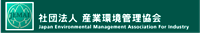 社団法人 産業環境管理協会
Japan Environmental Management Association For Industry